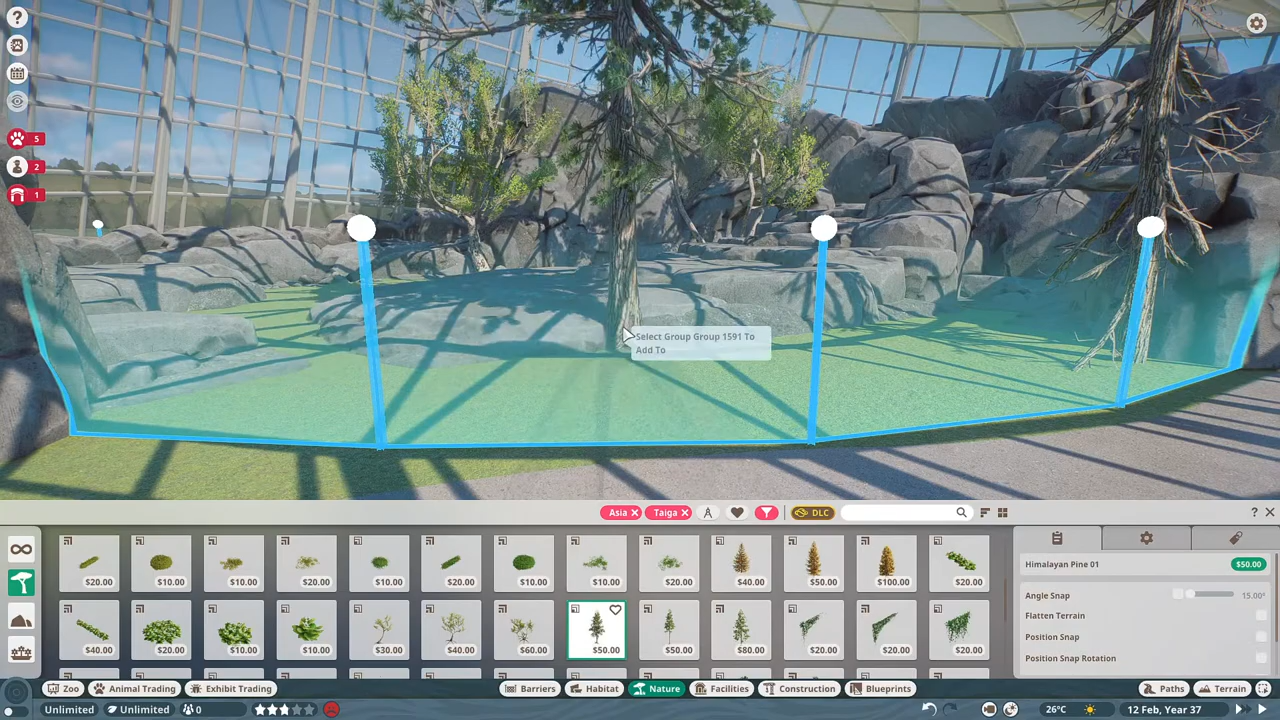 ?
5
2
1
Select Group Group 1591 To
Add To
Asia ×
Taiga ×
DLC
? ×
$20.00
$10.00
$10.00
$20.00
$10.00
$20.00
$10.00
$10.00
$20.00
$40.00
$50.00
$100.00
$20.00
Himalayan Pine 01
$50.00
Angle Snap
15.00°
Flatten Terrain
Position Snap
Position Snap Rotation
$40.00
$20.00
$10.00
$10.00
$30.00
$40.00
$60.00
$50.00
$50.00
$80.00
$20.00
$20.00
$20.00
Zoo
Animal Trading
Exhibit Trading
Barriers
Habitat
Nature
Facilities
Construction
Blueprints
Paths
Terrain
Unlimited
Unlimited
0
26°C
12 Feb, Year 37